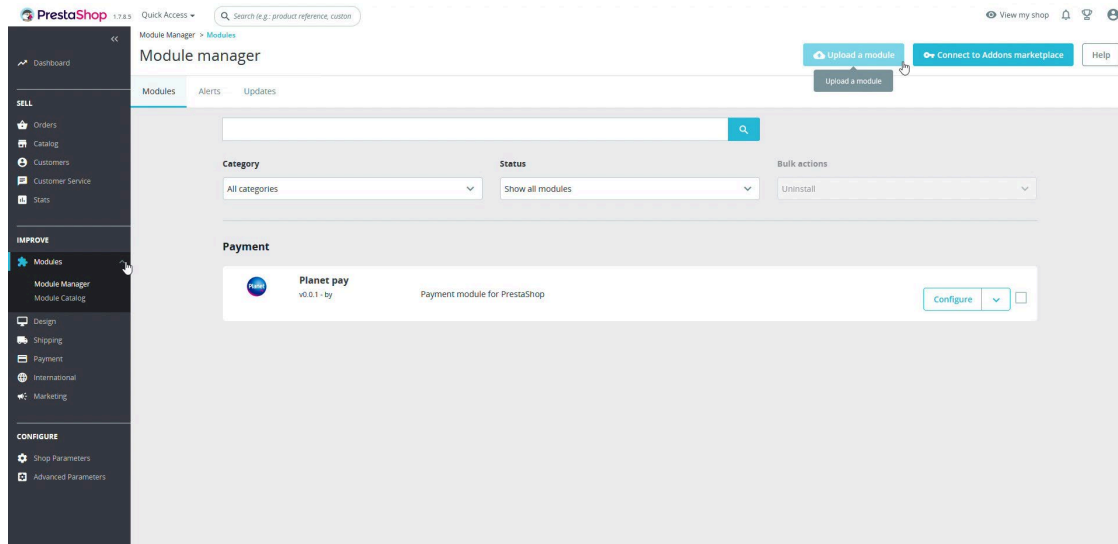 PrestaShop 1.7.8.5 Quick Access Search (e.g.: product reference, custon View my shop
Module Manager > Modules
Module manager
Upload a module
Connect to Addons marketplace
Help
Upload a module
Modules Alerts Updates
Dashboard
SELL
Orders
Catalog
Customers
Customer Service
Stats
IMPROVE
Modules
Module Manager
Module Catalog
Design
Shipping
Payment
International
Marketing
CONFIGURE
Shop Parameters
Advanced Parameters
Category Status Bulk actions
All categories Show all modules Uninstall
Payment
Planet
Planet pay
v0.0.1 - by
Payment module for PrestaShop
Configure